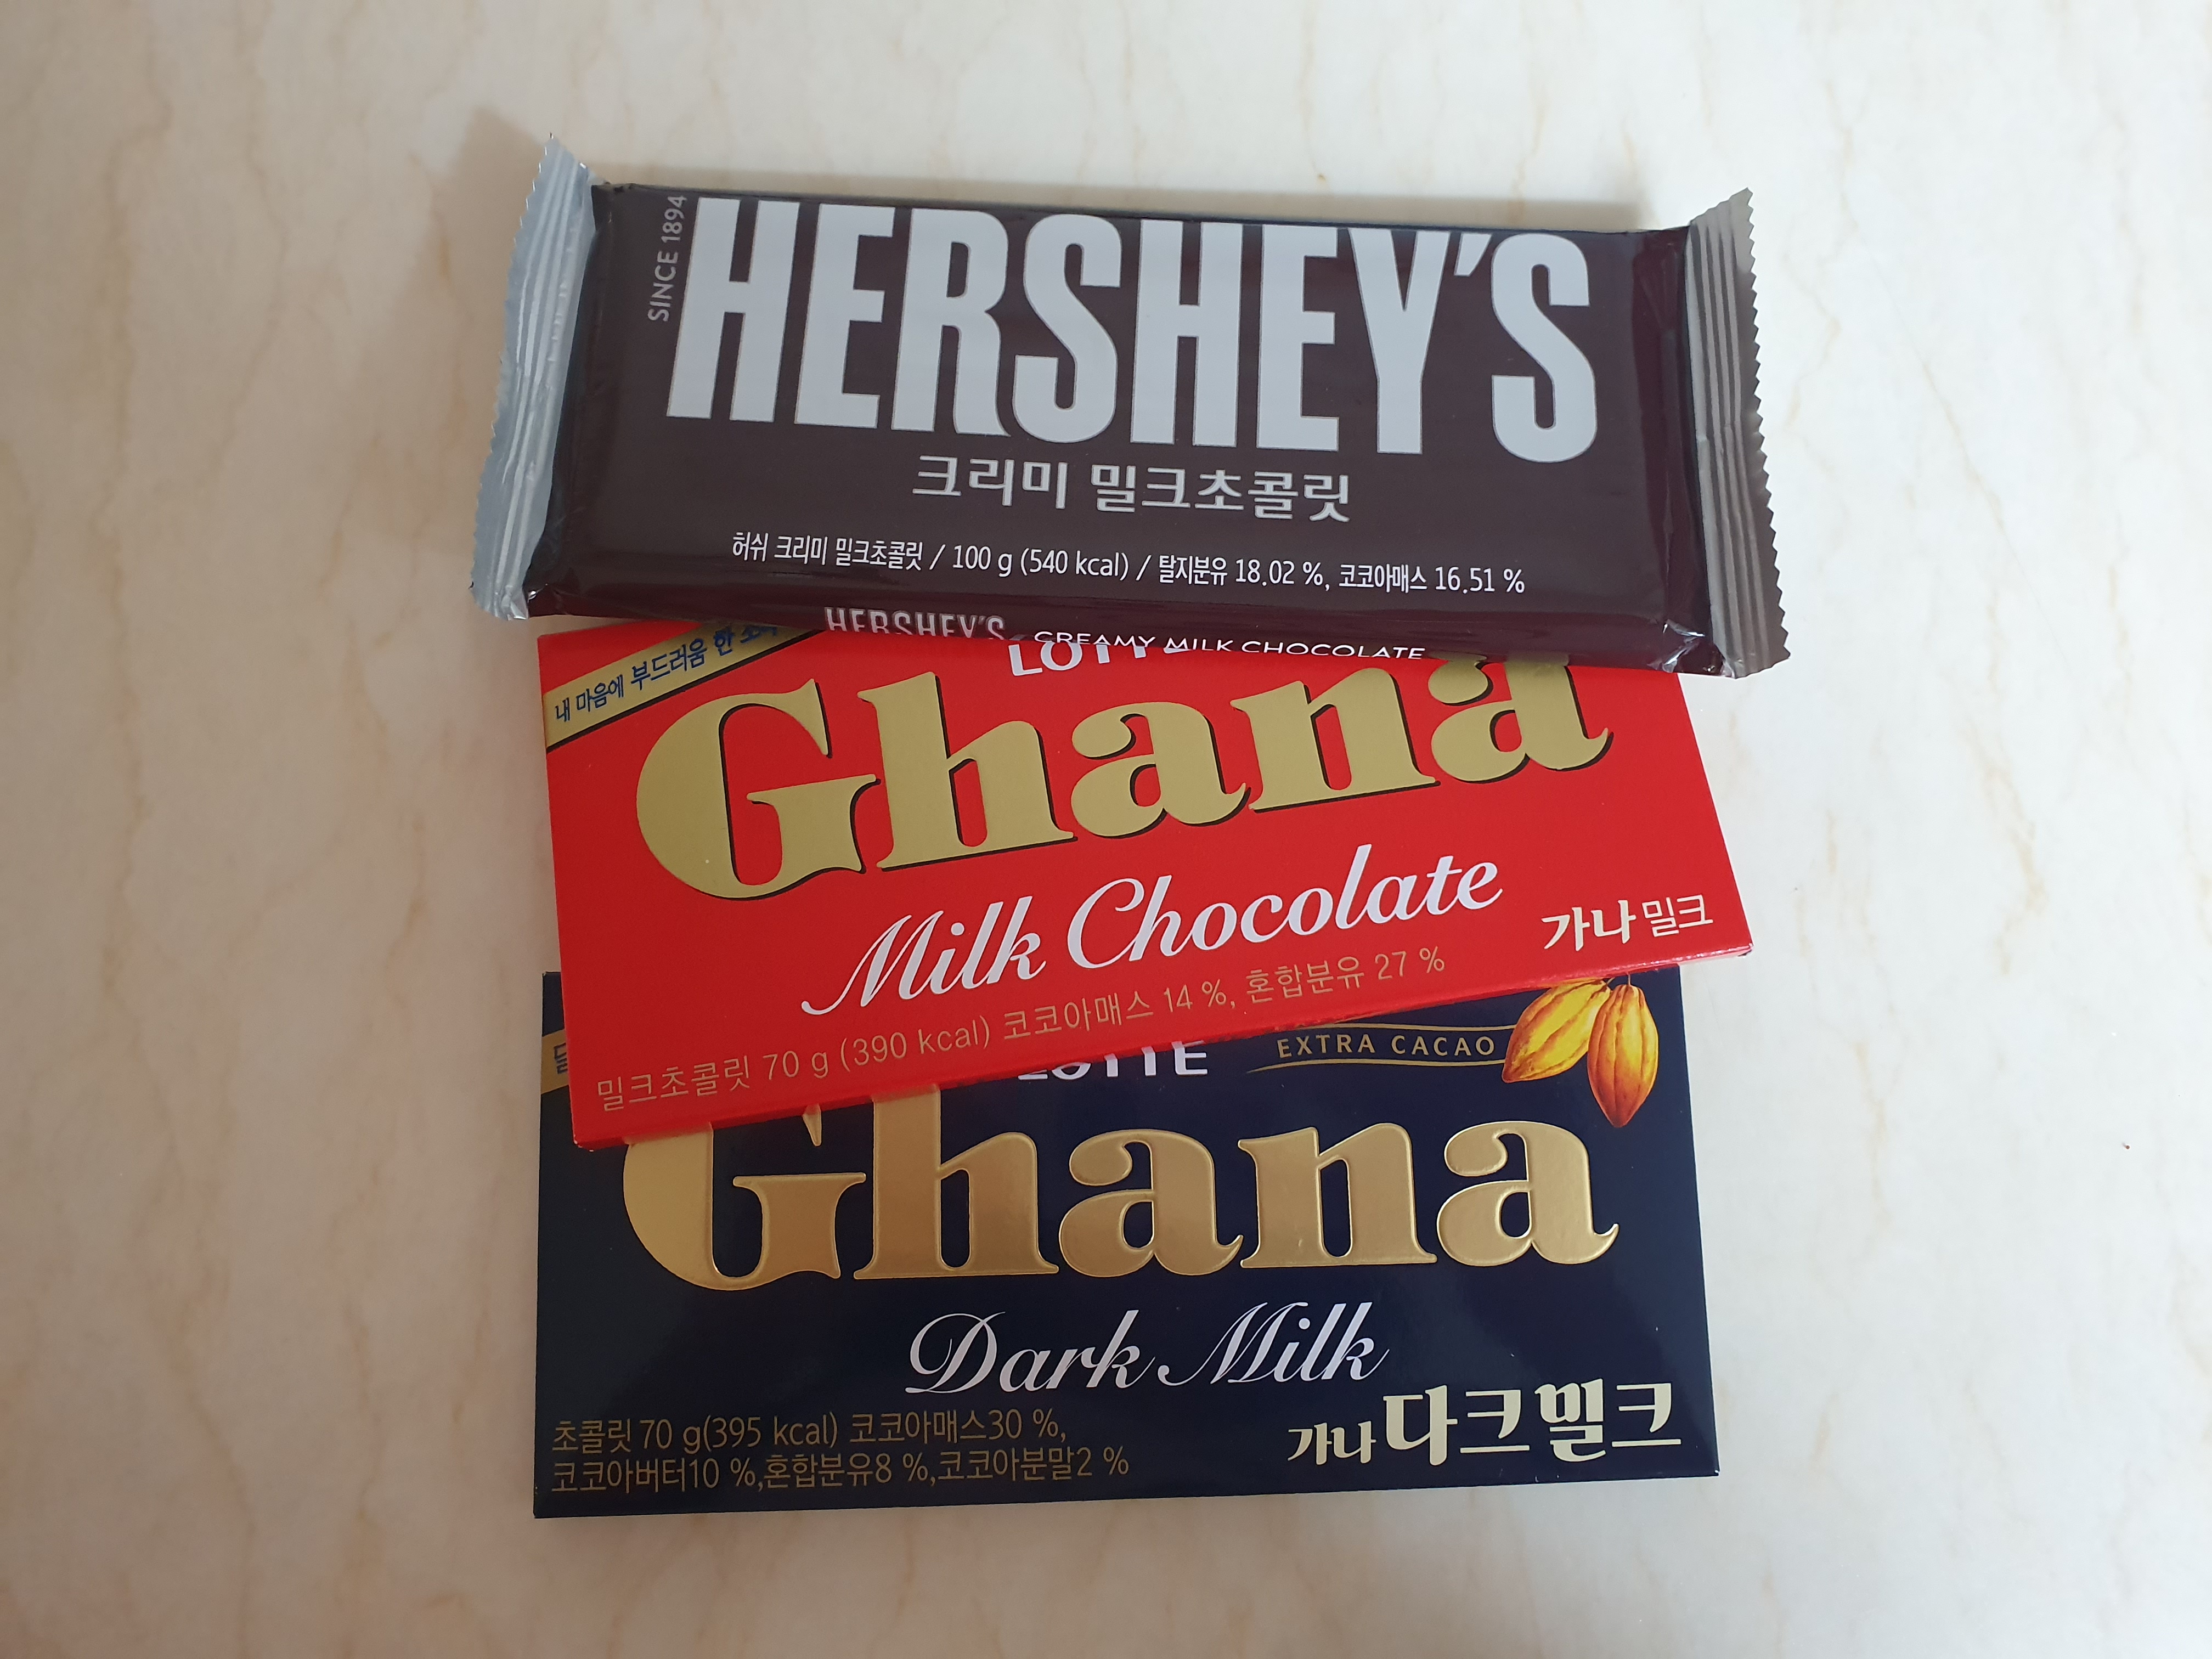 SINCE 1894
HERSHEY'S
크리미 밀크초콜릿
허쉬 크리미 밀크초콜릿 / 100 g (540 kcal) / 탈지분유 18.02 %, 코코아매스 16.51 %
HERSHEY'S CREAMY MILK CHOCOLATE
내 마음에 부드러움 한
LOTTE
Ghana
Milk Chocolate
가나 밀크
밀크초콜릿 70 g (390 kcal) 코코아매스 14 %, 혼합분유 27 %
LOTTE
EXTRA CACAO
Ghana
Dark Milk
가나 다크 밀크
초콜릿 70 g(395 kcal) 코코아매스30 %,
코코아버터10 %,혼합분유8 %,코코아분말2 %